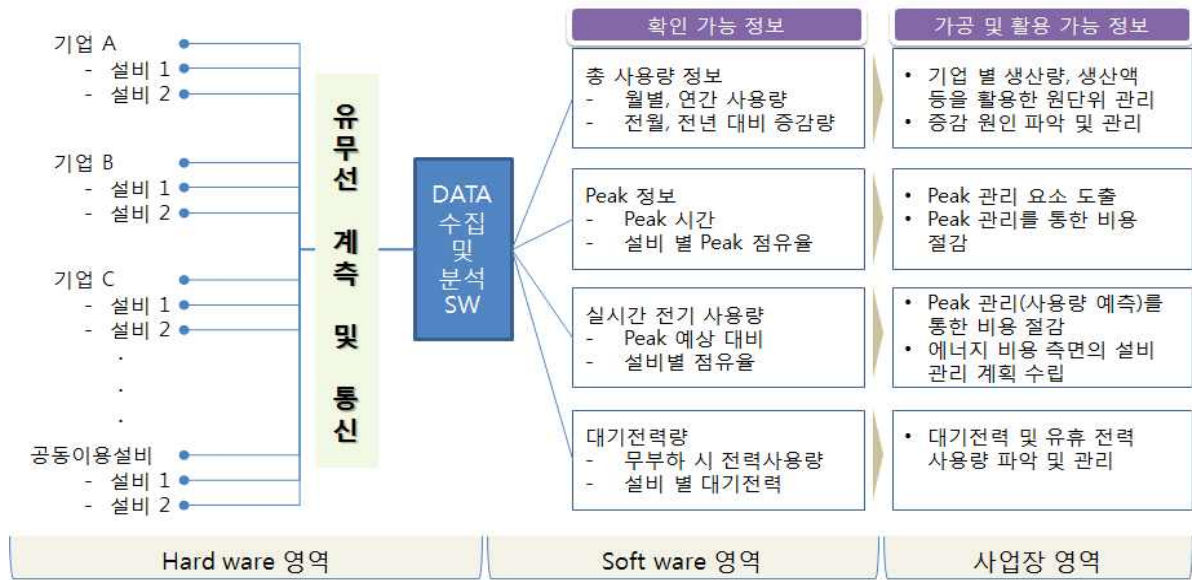 기업 A
- 설비 1
- 설비 2
기업 B
- 설비 1
- 설비 2
기업 C
- 설비 1
- 설비 2
.
.
.
공동이용설비
- 설비 1
- 설비 2
유무선 계측 및 통신
DATA
수집
및
분석
SW
확인 가능 정보
총 사용량 정보
- 월별, 연간 사용량
- 전월, 전년 대비 증감량
Peak 정보
- Peak 시간
- 설비 별 Peak 점유율
실시간 전기 사용량
- Peak 예상 대비
- 설비별 점유율
대기전력량
- 무부하 시 전력사용량
- 설비 별 대기전력
가공 및 활용 가능 정보
• 기업 별 생산량, 생산액
등을 활용한 원단위 관리
• 증감 원인 파악 및 관리
• Peak 관리 요소 도출
• Peak 관리를 통한 비용
절감
• Peak 관리(사용량 예측)를
통한 비용 절감
• 에너지 비용 측면의 설비
관리 계획 수립
• 대기전력 및 유휴 전력
사용량 파악 및 관리
Hard ware 영역
Soft ware 영역
사업장 영역